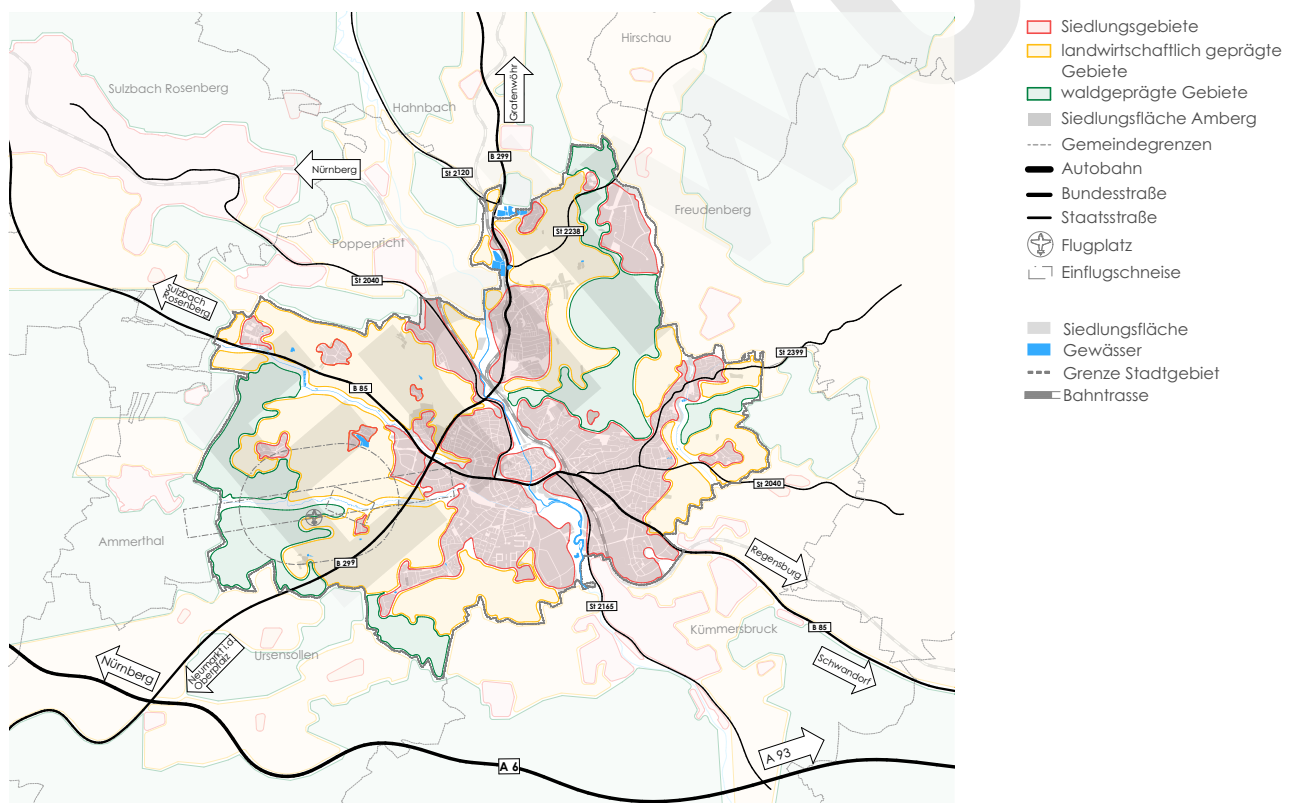 Hirschau
Sulzbach Rosenberg
Hahnbach
Grafenwöhr
B 299
St 2120
Nürnberg
Freudenberg
St 2238
Poppenricht
St 2040
Sulzbach
Rosenberg
St 2399
B 85
St 2040
Ammerthal
B 299
Regensburg
St 2165
B 85
Kümmersbruck
Ursensollen
Neumarkt i.d.
Oberpfalz
Nürnberg
Schwandorf
A 93
A 6
Siedlungsgebiete
landwirtschaftlich geprägte
Gebiete
waldgeprägte Gebiete
Siedlungsfläche Amberg
Gemeindegrenzen
Autobahn
Bundesstraße
Staatsstraße
Flugplatz
Einflugschneise
Siedlungsfläche
Gewässer
Grenze Stadtgebiet
Bahntrasse